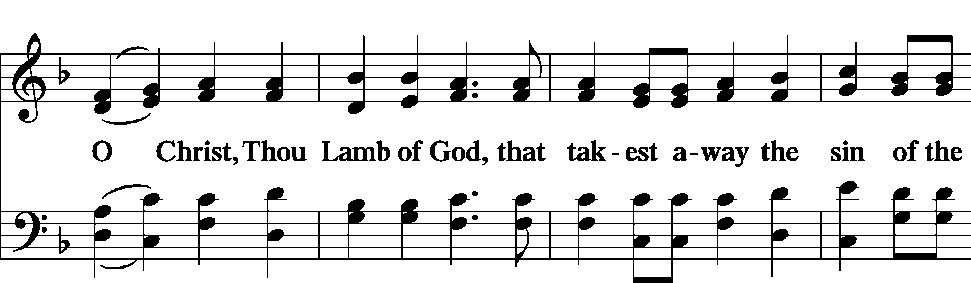 O Christ, Thou Lamb of God, that tak - est a - way the sin of the